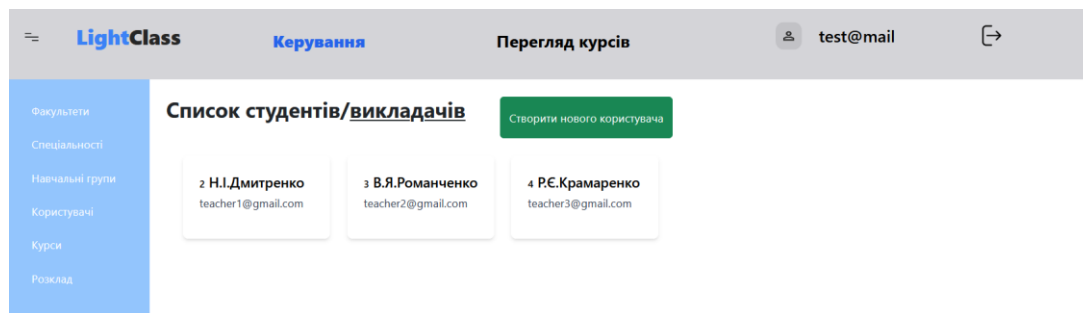 LightClass
Керування
Перегляд курсів
test@mail
Факультети
Спеціальності
Навчальні групи
Користувачі
Курси
Розклад
Список студентів/викладачів
Створити нового користувача
2 Н.І.Дмитренко
teacher1@gmail.com
3 В.Я.Романченко
teacher2@gmail.com
4 Р.Є.Крамаренко
teacher3@gmail.com